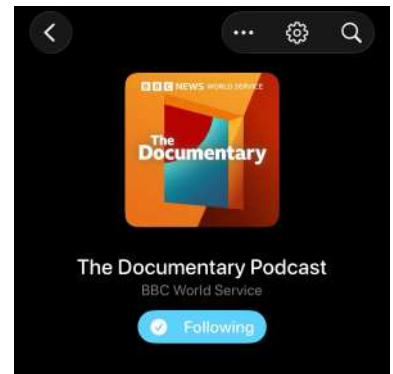 BBC NEWS WORLD SERVICE
The
Documentary
The Documentary Podcast
BBC World Service
Following